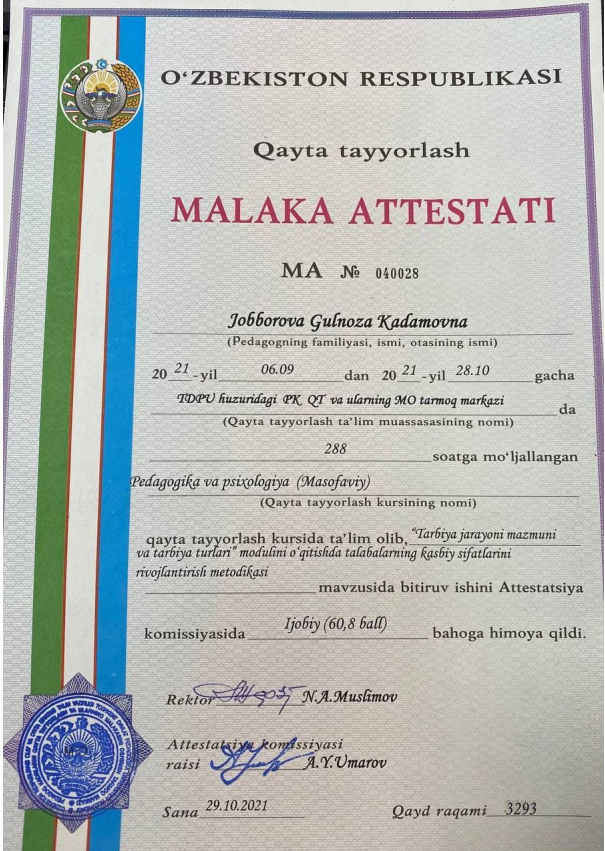 O‘ZBEKISTON RESPUBLIKASI
Qayta tayyorlash
MALAKA ATTESTATI
MA № 040028
Jobborova Gulnoza Kadamovna
(Pedagogning familiyasi, ismi, otasining ismi)
20 21 -yil 06.09 dan 20 21 -yil 28.10 gacha
TDPU huzuridagi PK, QT va ularning MO tarmoq markazi da
(Qayta tayyorlash ta’lim muassasasining nomi)
288 soatga mo‘ljallangan
Pedagogika va psixologiya (Masofaviy)
(Qayta tayyorlash kursining nomi)
qayta tayyorlash kursida ta’lim olib, “Tarbiya jarayoni mazmuni
va tarbiya turlari” modulini o‘qitishda talabalarning kasbiy sifatlarini
rivojlantirish metodikasi
mavzusida bitiruv ishini Attestatsiya
komissiyasida Ijobiy (60,8 ball) bahoga himoya qildi.
Rektor N.A.Muslimov
Attestatsiya komissiyasi
raisi A.Y.Umarov
Sana 29.10.2021 Qayd raqami 3293